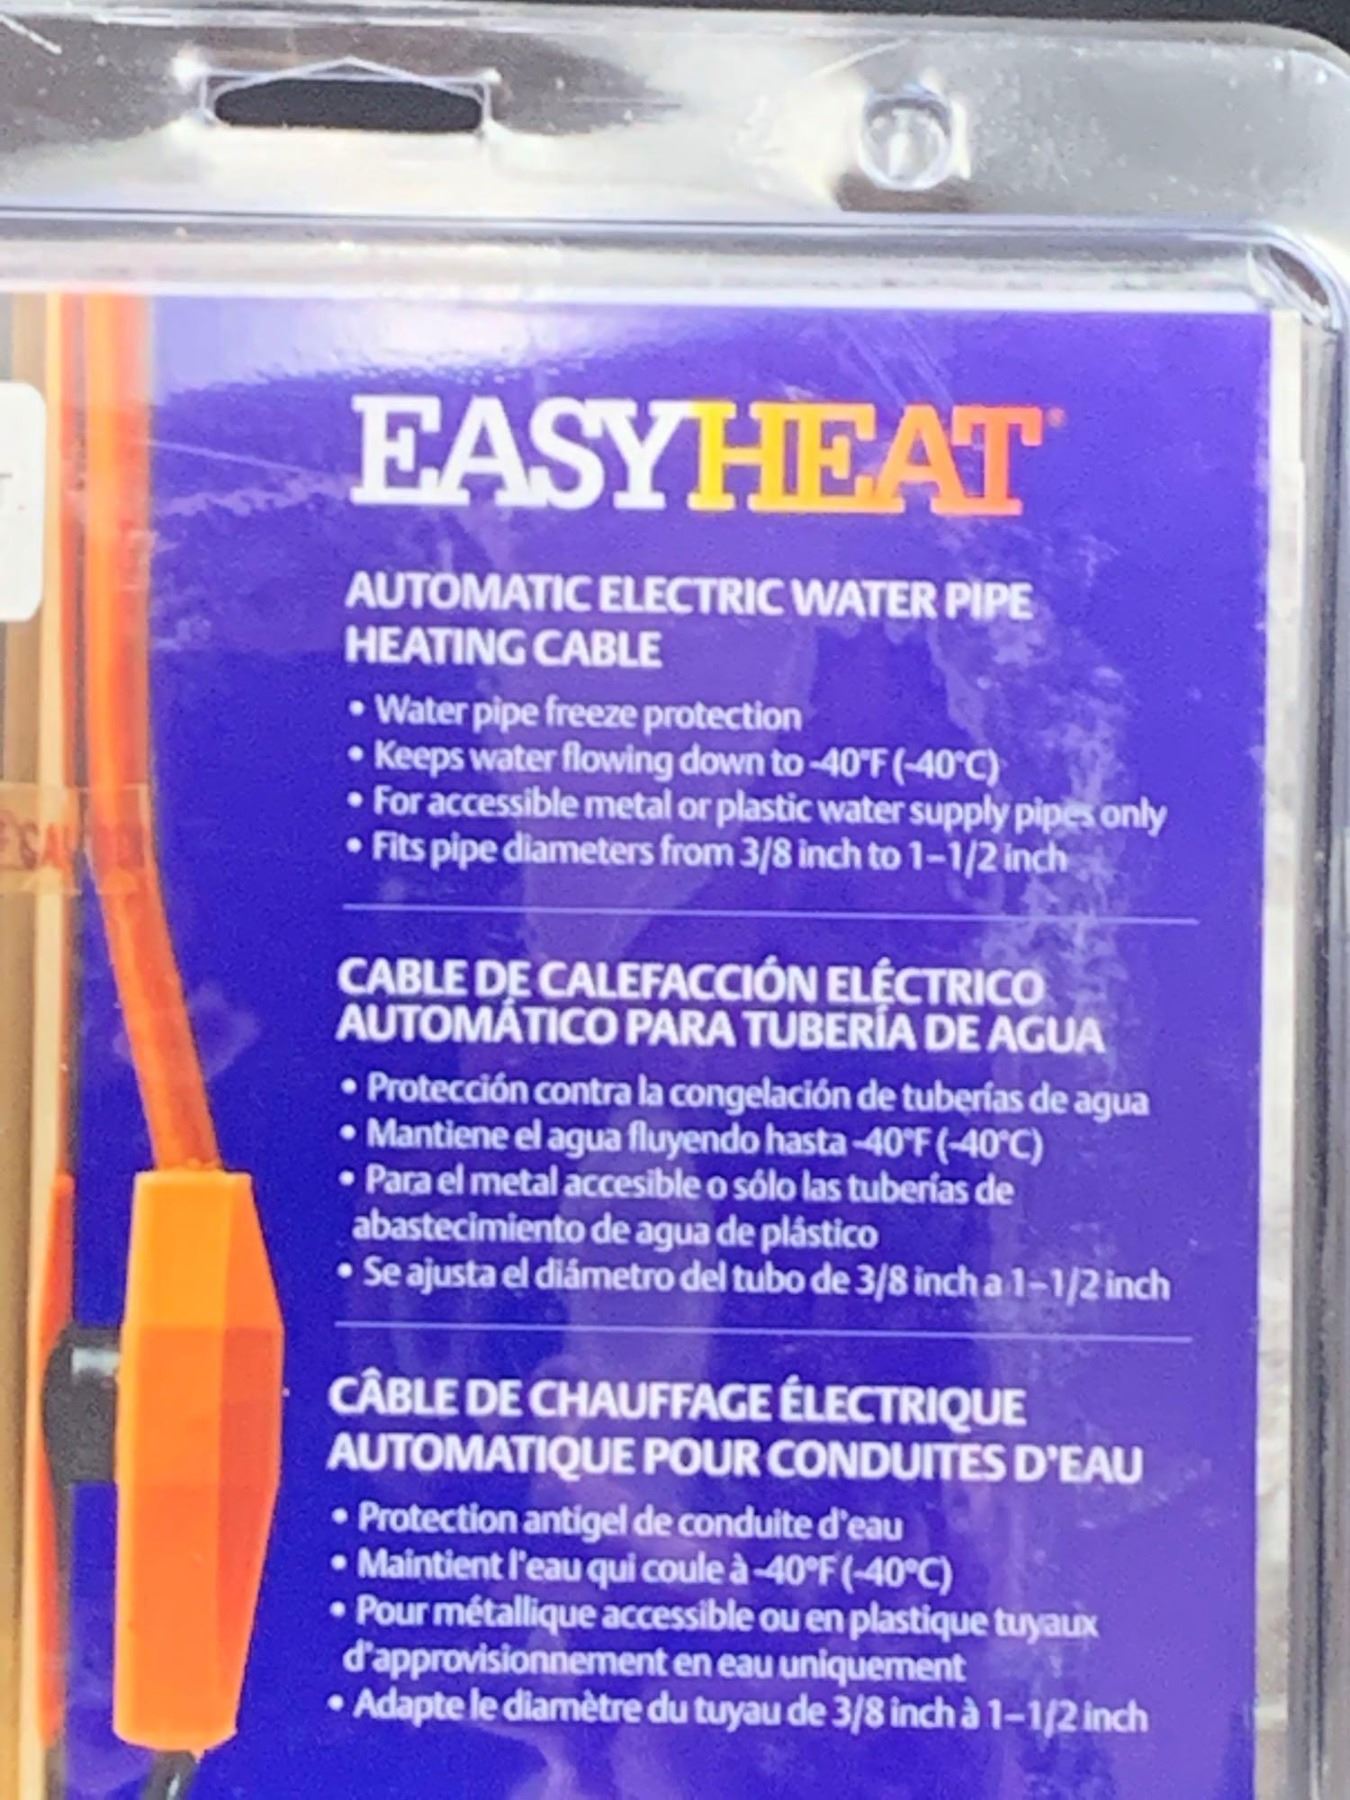 EASYHEAT®
AUTOMATIC ELECTRIC WATER PIPE
HEATING CABLE
• Water pipe freeze protection
• Keeps water flowing down to -40°F (-40°C)
• For accessible metal or plastic water supply pipes only
• Fits pipe diameters from 3/8 inch to 1-1/2 inch
CABLE DE CALEFACCIÓN ELÉCTRICO
AUTOMÁTICO PARA TUBERÍA DE AGUA
• Protección contra la congelación de tuberías de agua
• Mantiene el agua fluyendo hasta -40°F (-40°C)
• Para el metal accesible o sólo las tuberías de
abastecimiento de agua de plástico
• Se ajusta el diámetro del tubo de 3/8 inch a 1-1/2 inch
CÂBLE DE CHAUFFAGE ÉLECTRIQUE
AUTOMATIQUE POUR CONDUITES D'EAU
• Protection antigel de conduite d'eau
• Maintient l'eau qui coule à -40°F (-40°C)
• Pour métallique accessible ou en plastique tuyaux
d'approvisionnement en eau uniquement
• Adapte le diamètre du tuyau de 3/8 inch à 1-1/2 inch